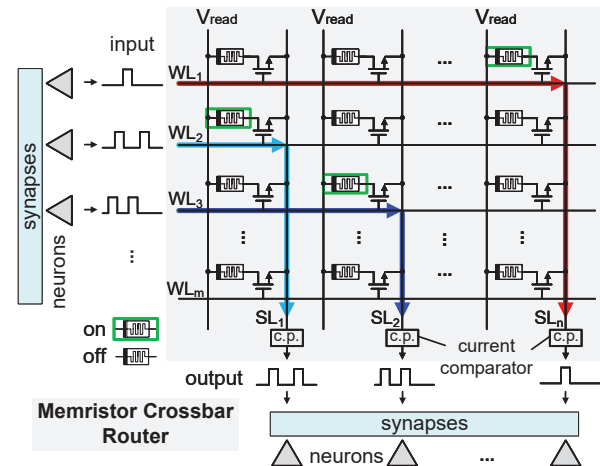 Vread
Vread
Vread
input
WL1
...
WL2
...
WL3
...
...
...
...
...
...
WLm
SL1
SL2
SLn
on
off
c.p.
c.p.
c.p.
current
comparator
output
synapses
neurons
Memristor Crossbar
Router
synapses
neurons
...